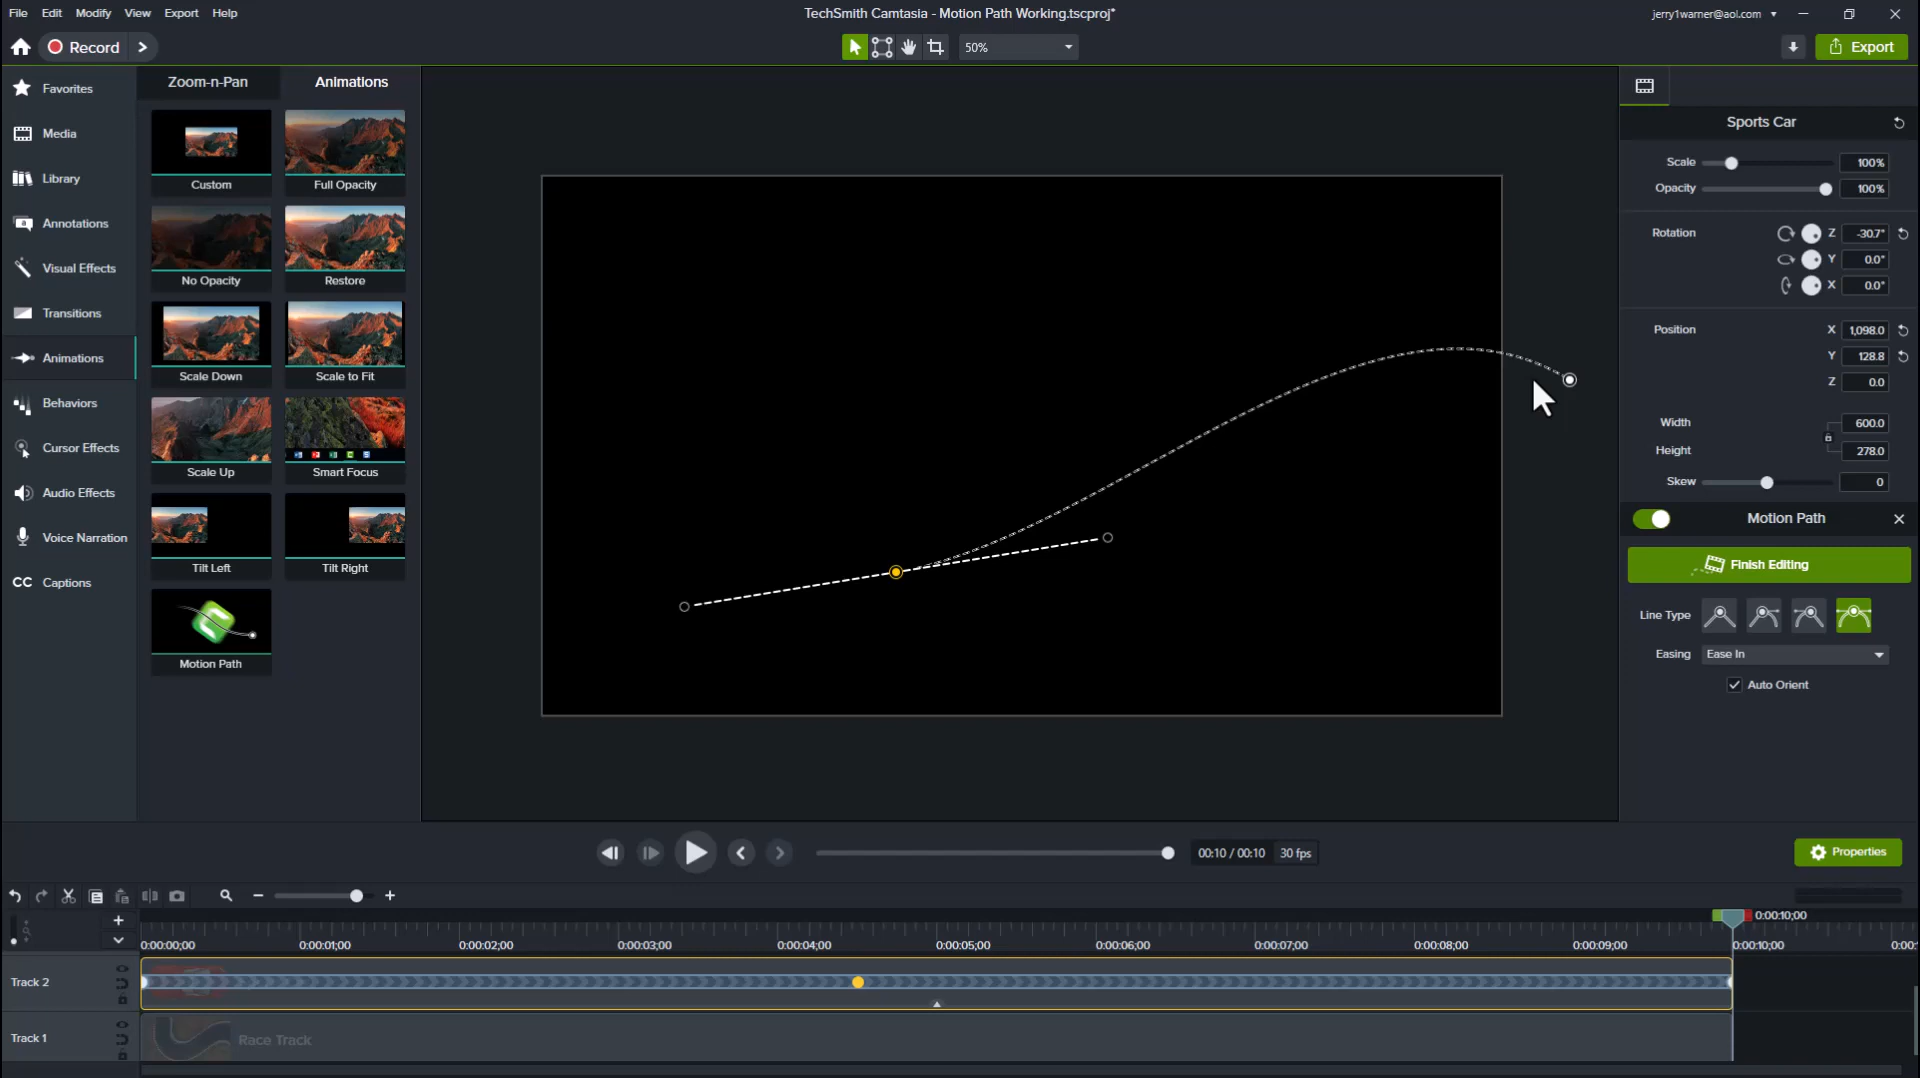 File Edit Modify View Export Help
TechSmith Camtasia - Motion Path Working.tscproj*
jerry1warner@aol.com
Record
50%
Export
Favorites
Media
Library
Annotations
Visual Effects
Transitions
Animations
Behaviors
Cursor Effects
Audio Effects
Voice Narration
CC Captions
Zoom-n-Pan Animations
Custom Full Opacity
No Opacity Restore
Scale Down Scale to Fit
Scale Up Smart Focus
Tilt Left Tilt Right
Motion Path
Sports Car
Scale 100%
Opacity 100%
Rotation Z -30.7°
Y 0.0°
X 0.0°
Position X 1,098.0
Y 128.8
Z 0.0
Width 600.0
Height 278.0
Skew 0
Motion Path
Finish Editing
Line Type
Easing Ease In
Auto Orient
00:10 / 00:10 30 fps
Properties
0:00:10;00
0:00:00;00 0:00:01;00 0:00:02;00 0:00:03;00 0:00:04;00 0:00:05;00 0:00:06;00 0:00:07;00 0:00:08;00 0:00:09;00 0:00:10;00 0:00:
Track 2
Track 1 Race Track